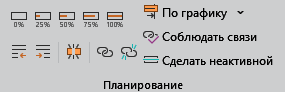 0% 25% 50% 75% 100%
По графику
Соблюдать связи
Сделать неактивной
Планирование